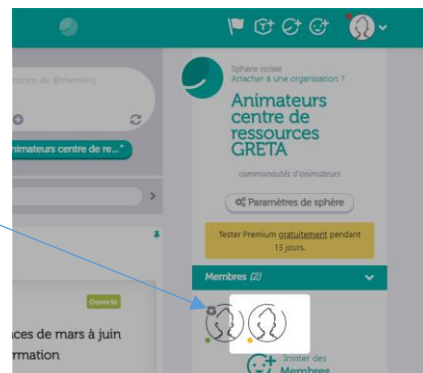 Sphère isolée
Attacher à une organisation ?
Animateurs
centre de
ressources
GRETA
communautés d'animateurs
Paramètres de sphère
Tester Premium gratuitement pendant
13 jours.
Membres (2)
Inviter des
Membres
@membre,
nimateurs centre de re..."
Ouverte
ces de mars à juin
rmation